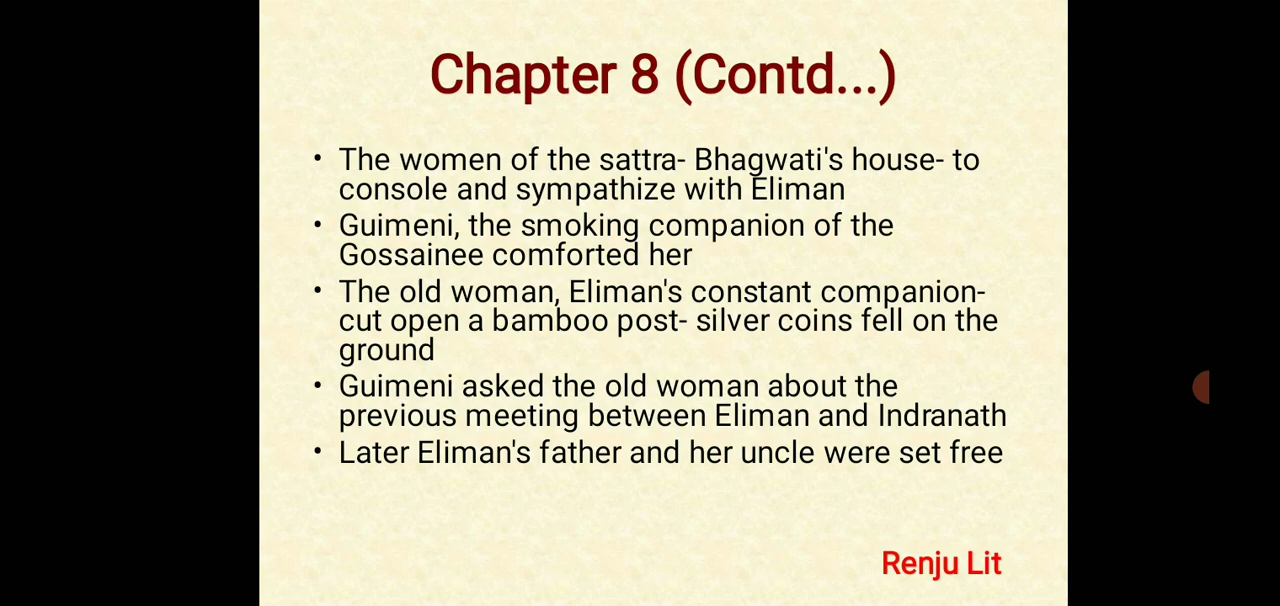 Chapter 8 (Contd...)
• The women of the sattra- Bhagwati's house- to
console and sympathize with Eliman
• Guimeni, the smoking companion of the
Gossainee comforted her
• The old woman, Eliman's constant companion-
cut open a bamboo post- silver coins fell on the
ground
• Guimeni asked the old woman about the
previous meeting between Eliman and Indranath
• Later Eliman's father and her uncle were set free
Renju Lit